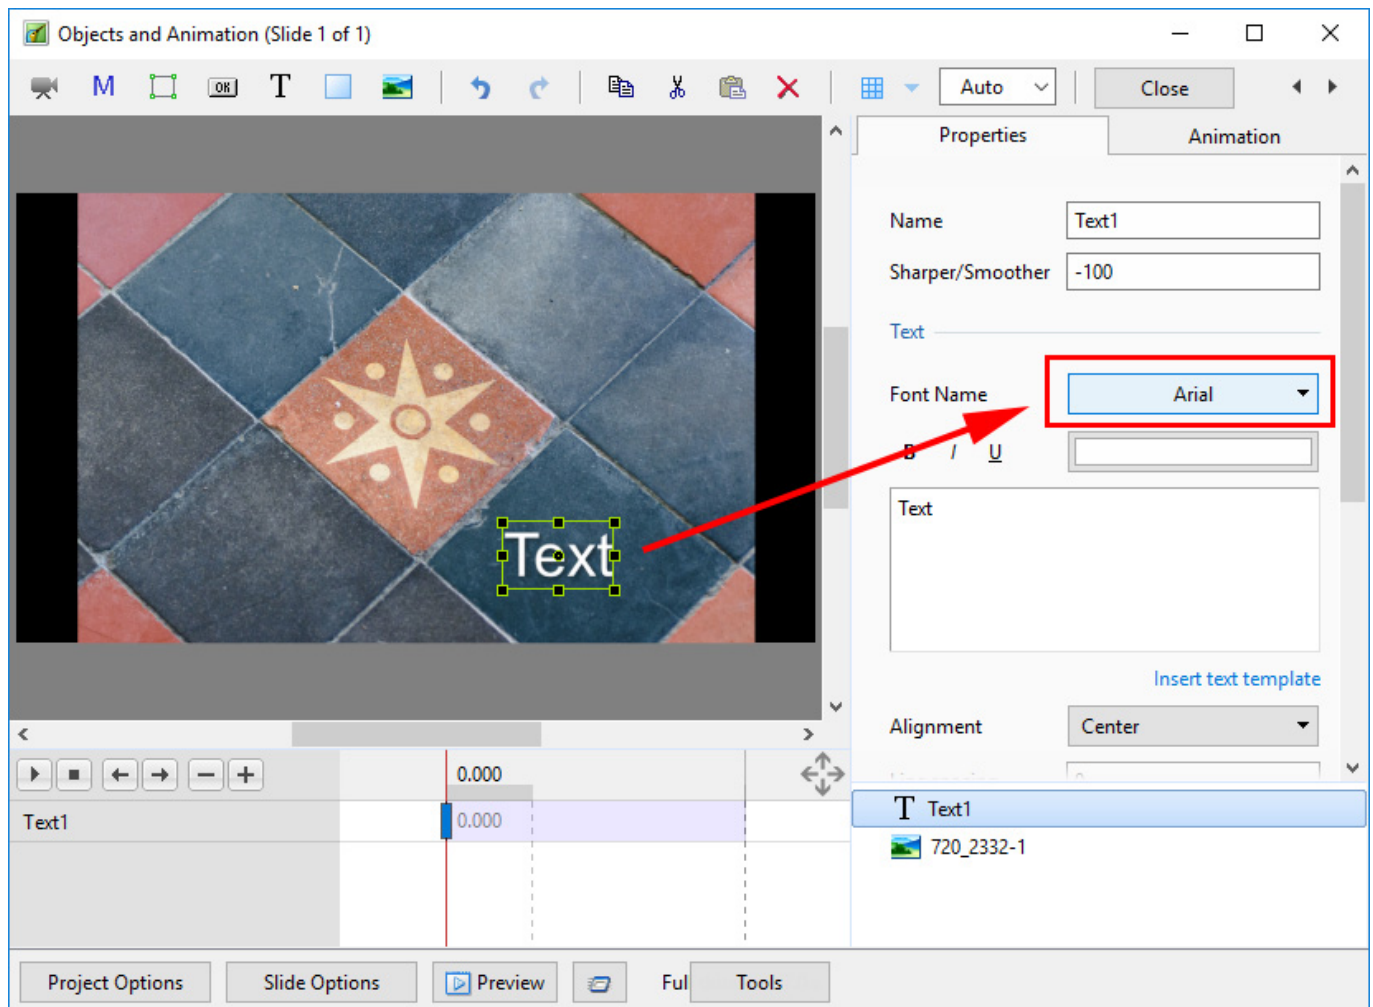 Objects and Animation (Slide 1 of 1)
M OK T Auto Close
Properties Animation
Name Text1
Sharper/Smoother -100
Text
Font Name Arial
B I U
Text
Text
Insert text template
Alignment Center
0.000
Text1 0.000
T Text1
720_2332-1
Project Options Slide Options Preview Ful Tools